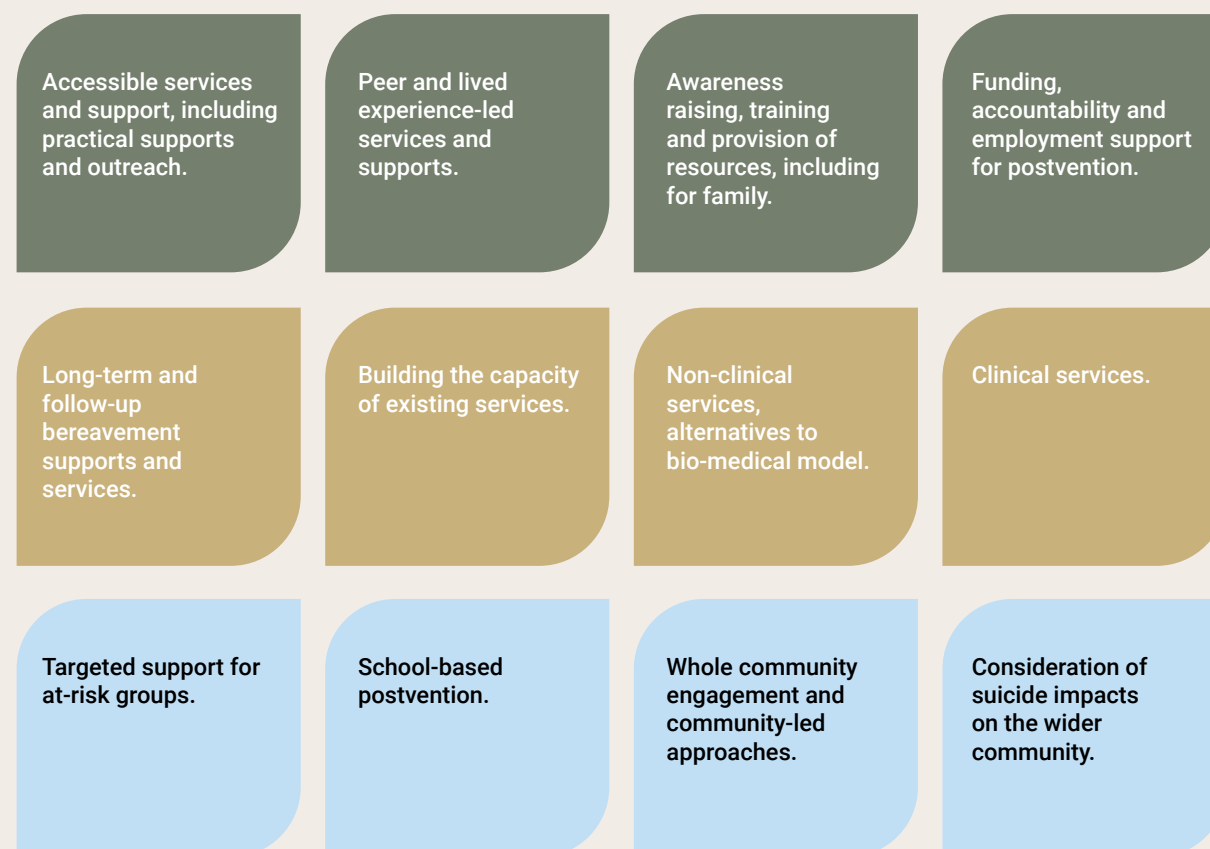 Accessible services
and support, including
practical supports
and outreach.
Peer and lived
experience-led
services and
supports.
Awareness
raising, training
and provision of
resources, including
for family.
Funding,
accountability and
employment support
for postvention.
Long-term and
follow-up
bereavement
supports and
services.
Building the capacity
of existing services.
Non-clinical
services,
alternatives to
bio-medical model.
Clinical services.
Targeted support for
at-risk groups.
School-based
postvention.
Whole community
engagement and
community-led
approaches.
Consideration of
suicide impacts
on the wider
community.